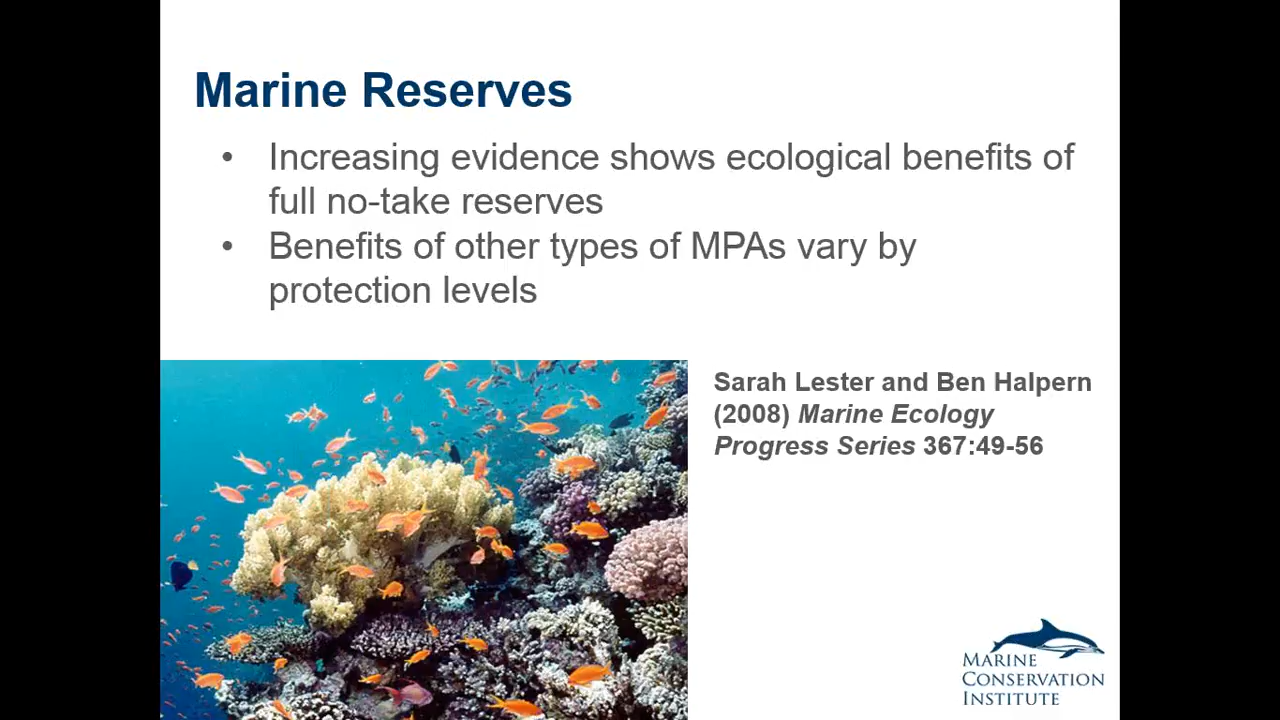 Marine Reserves
• Increasing evidence shows ecological benefits of
full no-take reserves
• Benefits of other types of MPAs vary by
protection levels
Sarah Lester and Ben Halpern
(2008) Marine Ecology
Progress Series 367:49-56
MARINE
CONSERVATION
INSTITUTE